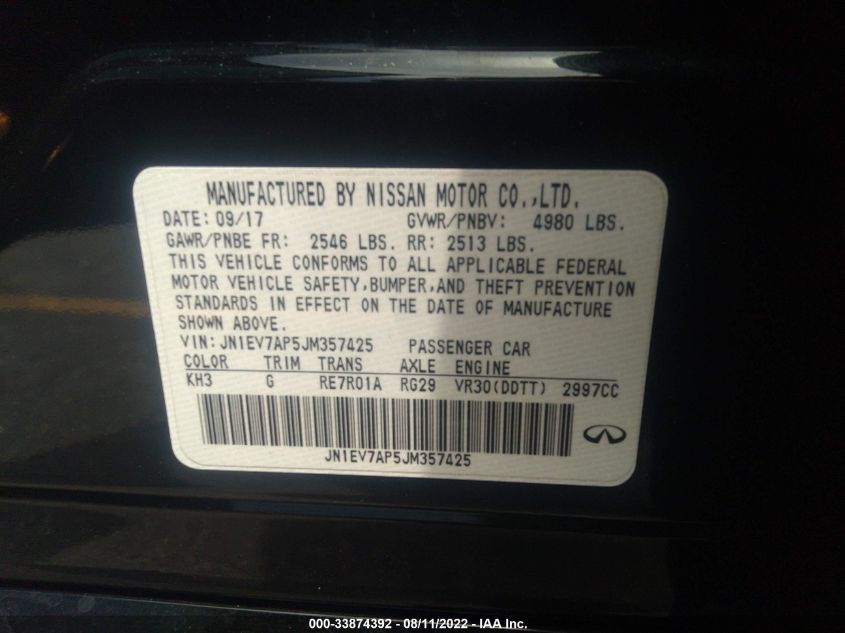 MANUFACTURED BY NISSAN MOTOR CO.,LTD.
DATE: 09/17 GVWR/PNBV: 4980 LBS.
GAWR/PNBE FR: 2546 LBS. RR: 2513 LBS.
THIS VEHICLE CONFORMS TO ALL APPLICABLE FEDERAL
MOTOR VEHICLE SAFETY,BUMPER,AND THEFT PREVENTION
STANDARDS IN EFFECT ON THE DATE OF MANUFACTURE
SHOWN ABOVE.
VIN: JN1EV7AP5JM357425 PASSENGER CAR
COLOR TRIM TRANS AXLE ENGINE
KH3 G RE7R01A RG29 VR30(DDTT) 2997CC
JN1EV7AP5JM357425
000-33874392 - 08/11/2022 - IAA Inc.